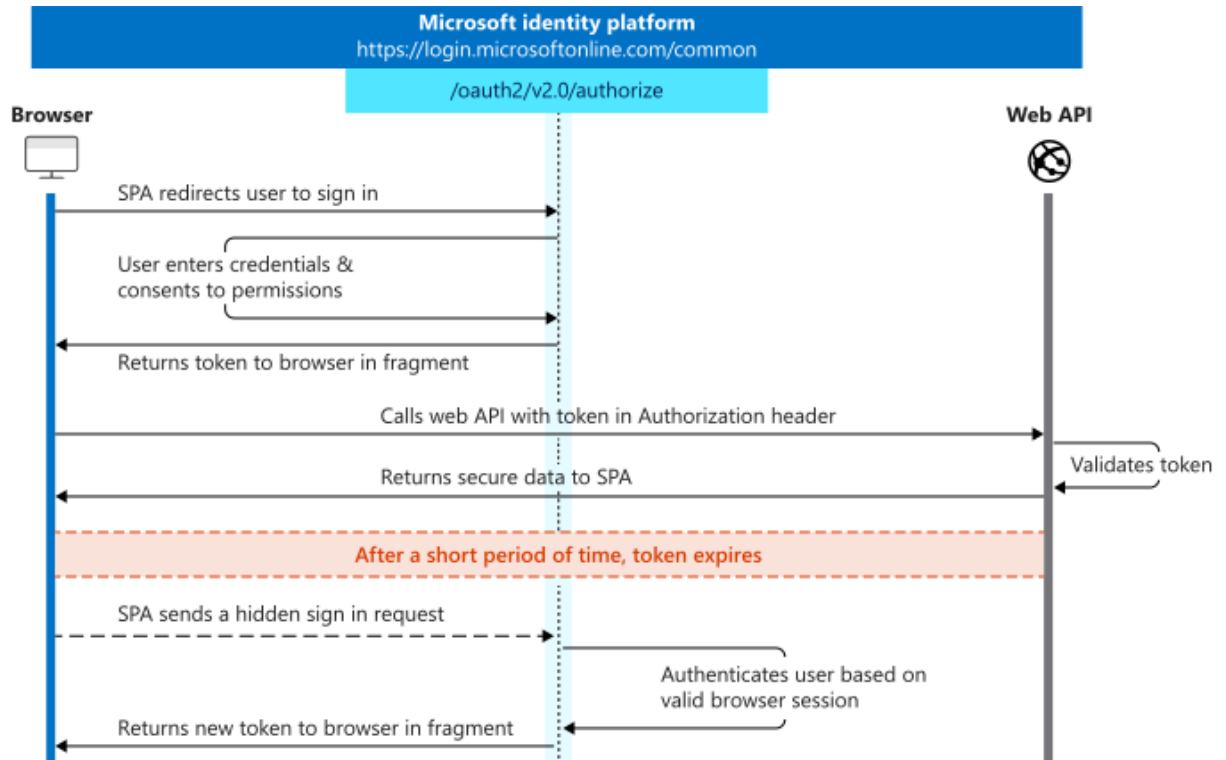 Microsoft identity platform
https://login.microsoftonline.com/common
/oauth2/v2.0/authorize
Browser
Web API
SPA redirects user to sign in
User enters credentials &
consents to permissions
Returns token to browser in fragment
Calls web API with token in Authorization header
Validates token
Returns secure data to SPA
After a short period of time, token expires
SPA sends a hidden sign in request
Authenticates user based on
valid browser session
Returns new token to browser in fragment